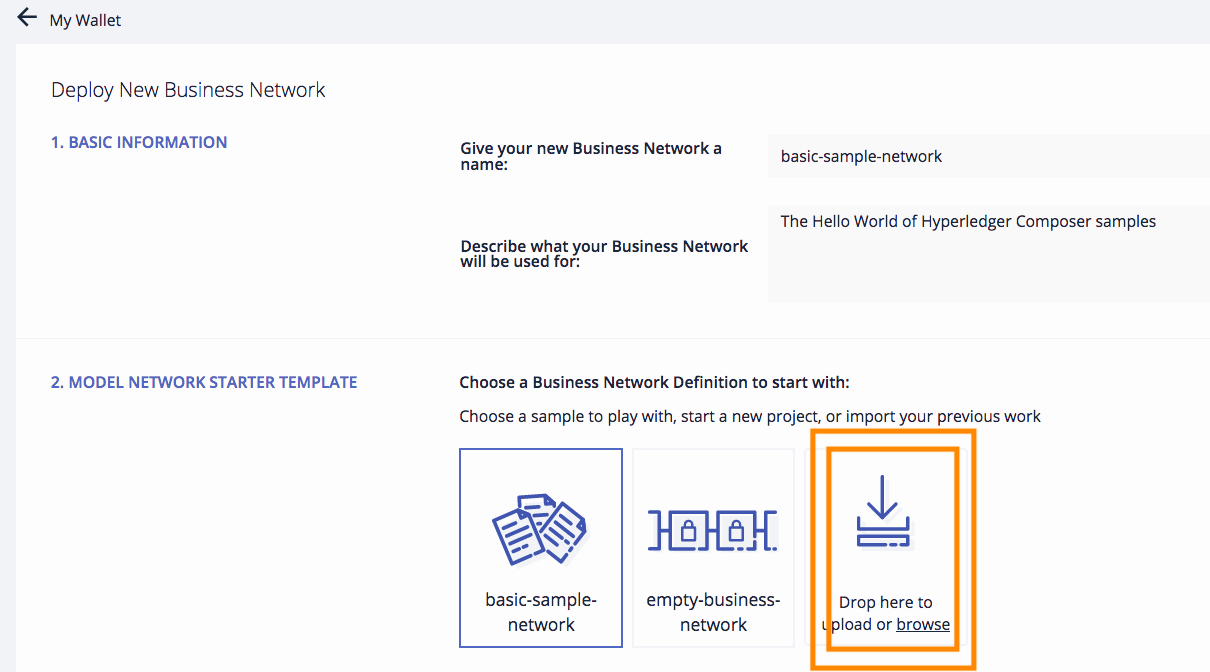 My Wallet
Deploy New Business Network
1. BASIC INFORMATION
Give your new Business Network a
name:
basic-sample-network
Describe what your Business Network
will be used for:
The Hello World of Hyperledger Composer samples
2. MODEL NETWORK STARTER TEMPLATE
Choose a Business Network Definition to start with:
Choose a sample to play with, start a new project, or import your previous work
basic-sample-
network
empty-business-
network
Drop here to
upload or browse